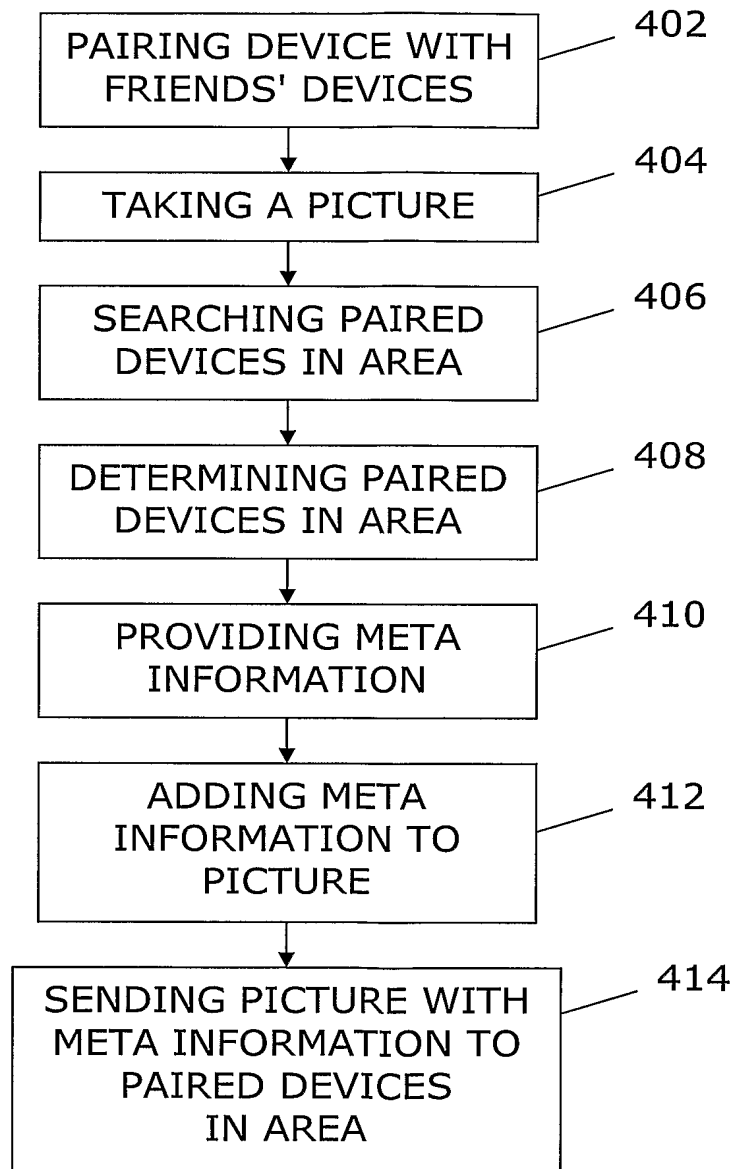 PAIRING DEVICE WITH
FRIENDS' DEVICES
402
TAKING A PICTURE
404
SEARCHING PAIRED
DEVICES IN AREA
406
DETERMINING PAIRED
DEVICES IN AREA
408
PROVIDING META
INFORMATION
410
ADDING META
INFORMATION TO
PICTURE
412
SENDING PICTURE WITH
META INFORMATION TO
PAIRED DEVICES
IN AREA
414